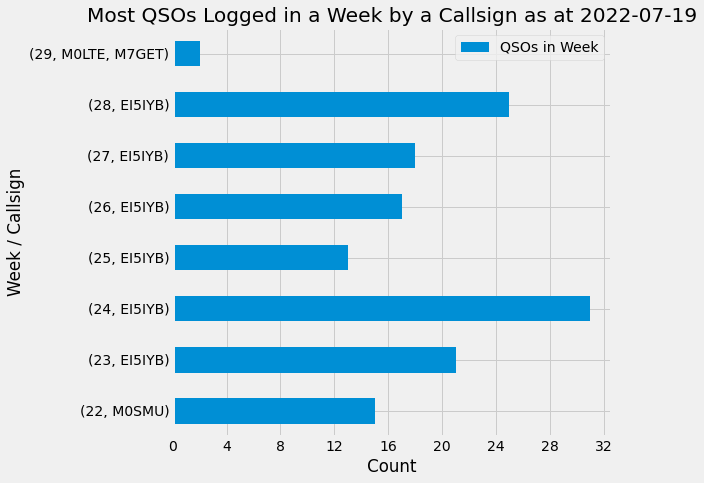 Most QSOs Logged in a Week by a Callsign as at 2022-07-19
QSOs in Week
Week / Callsign
(29, M0LTE, M7GET)
(28, EI5IYB)
(27, EI5IYB)
(26, EI5IYB)
(25, EI5IYB)
(24, EI5IYB)
(23, EI5IYB)
(22, M0SMU)
0 4 8 12 16 20 24 28 32
Count